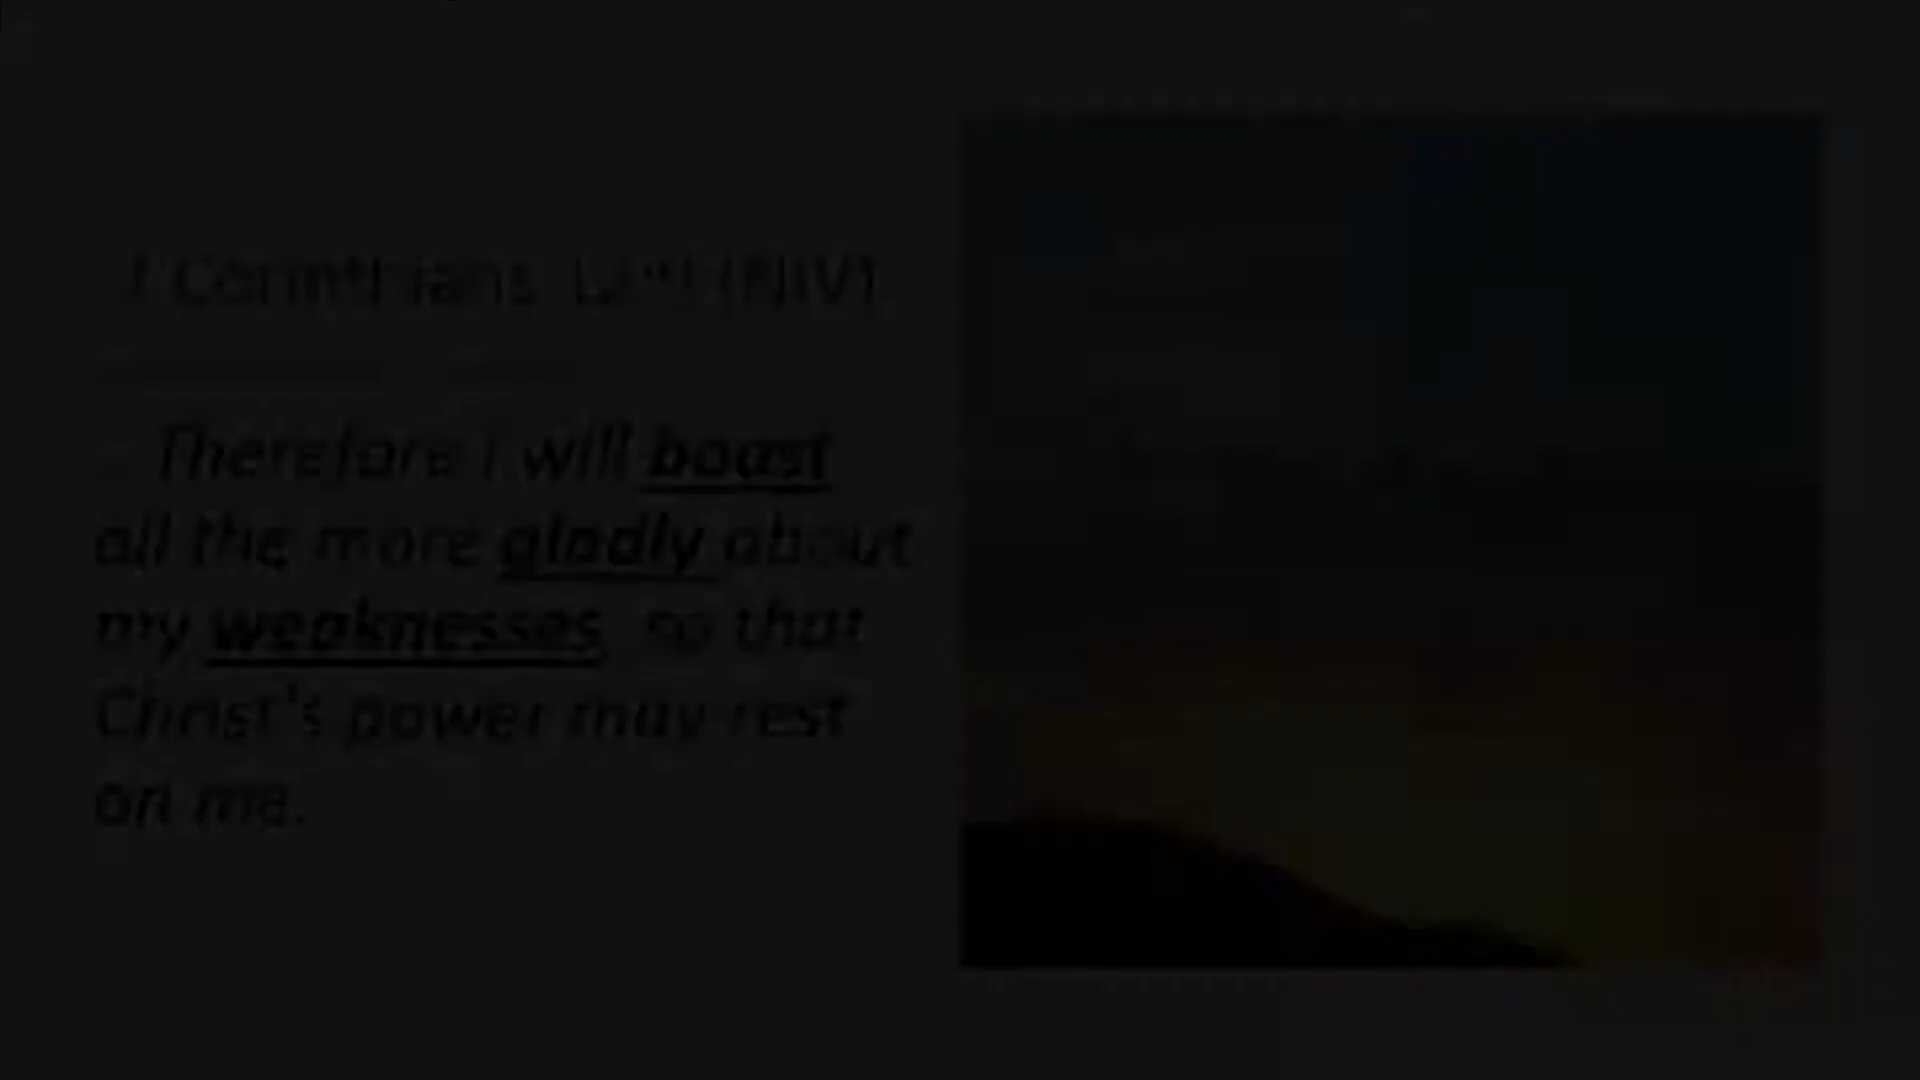 Corinthians (NIV)
Therefore I will boast
all the more gladly about
my weaknesses, so that
Christ's power may rest
on me.